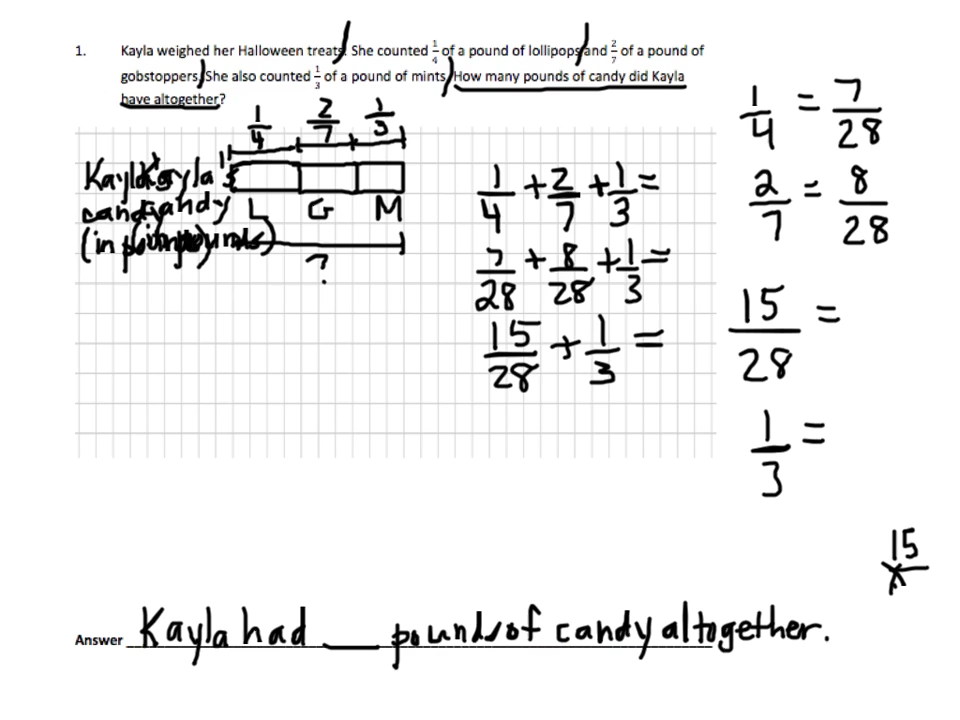 1. Kayla weighed her Halloween treats. She counted 1/4 of a pound of lollipops and 2/7 of a pound of
gobstoppers. She also counted 1/3 of a pound of mints. How many pounds of candy did Kayla
have altogether?
1/4 2/7 1/3
Kayla's
candy L G M
(in pounds)
?
1/4 + 2/7 + 1/3 =
7/28 + 8/28 + 1/3 =
15/28 + 1/3 =
1/4 = 7/28
2/7 = 8/28
15/28 =
1/3 =
15
Answer Kayla had __ pounds of candy altogether.